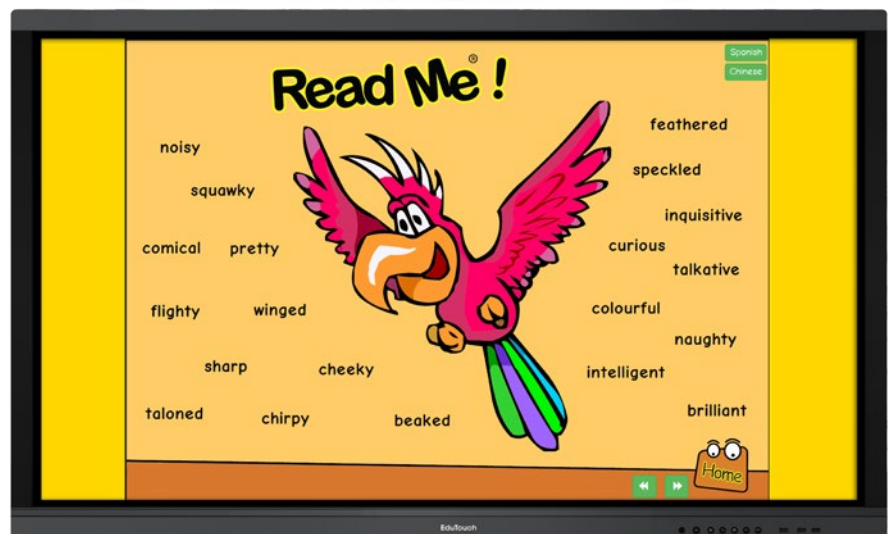 Spanish
Chinese
Read Me®!
feathered
noisy
speckled
squawky
inquisitive
comical pretty
curious
talkative
flighty winged
colourful
naughty
sharp cheeky
intelligent
taloned chirpy beaked
brilliant
Home
EduTouch